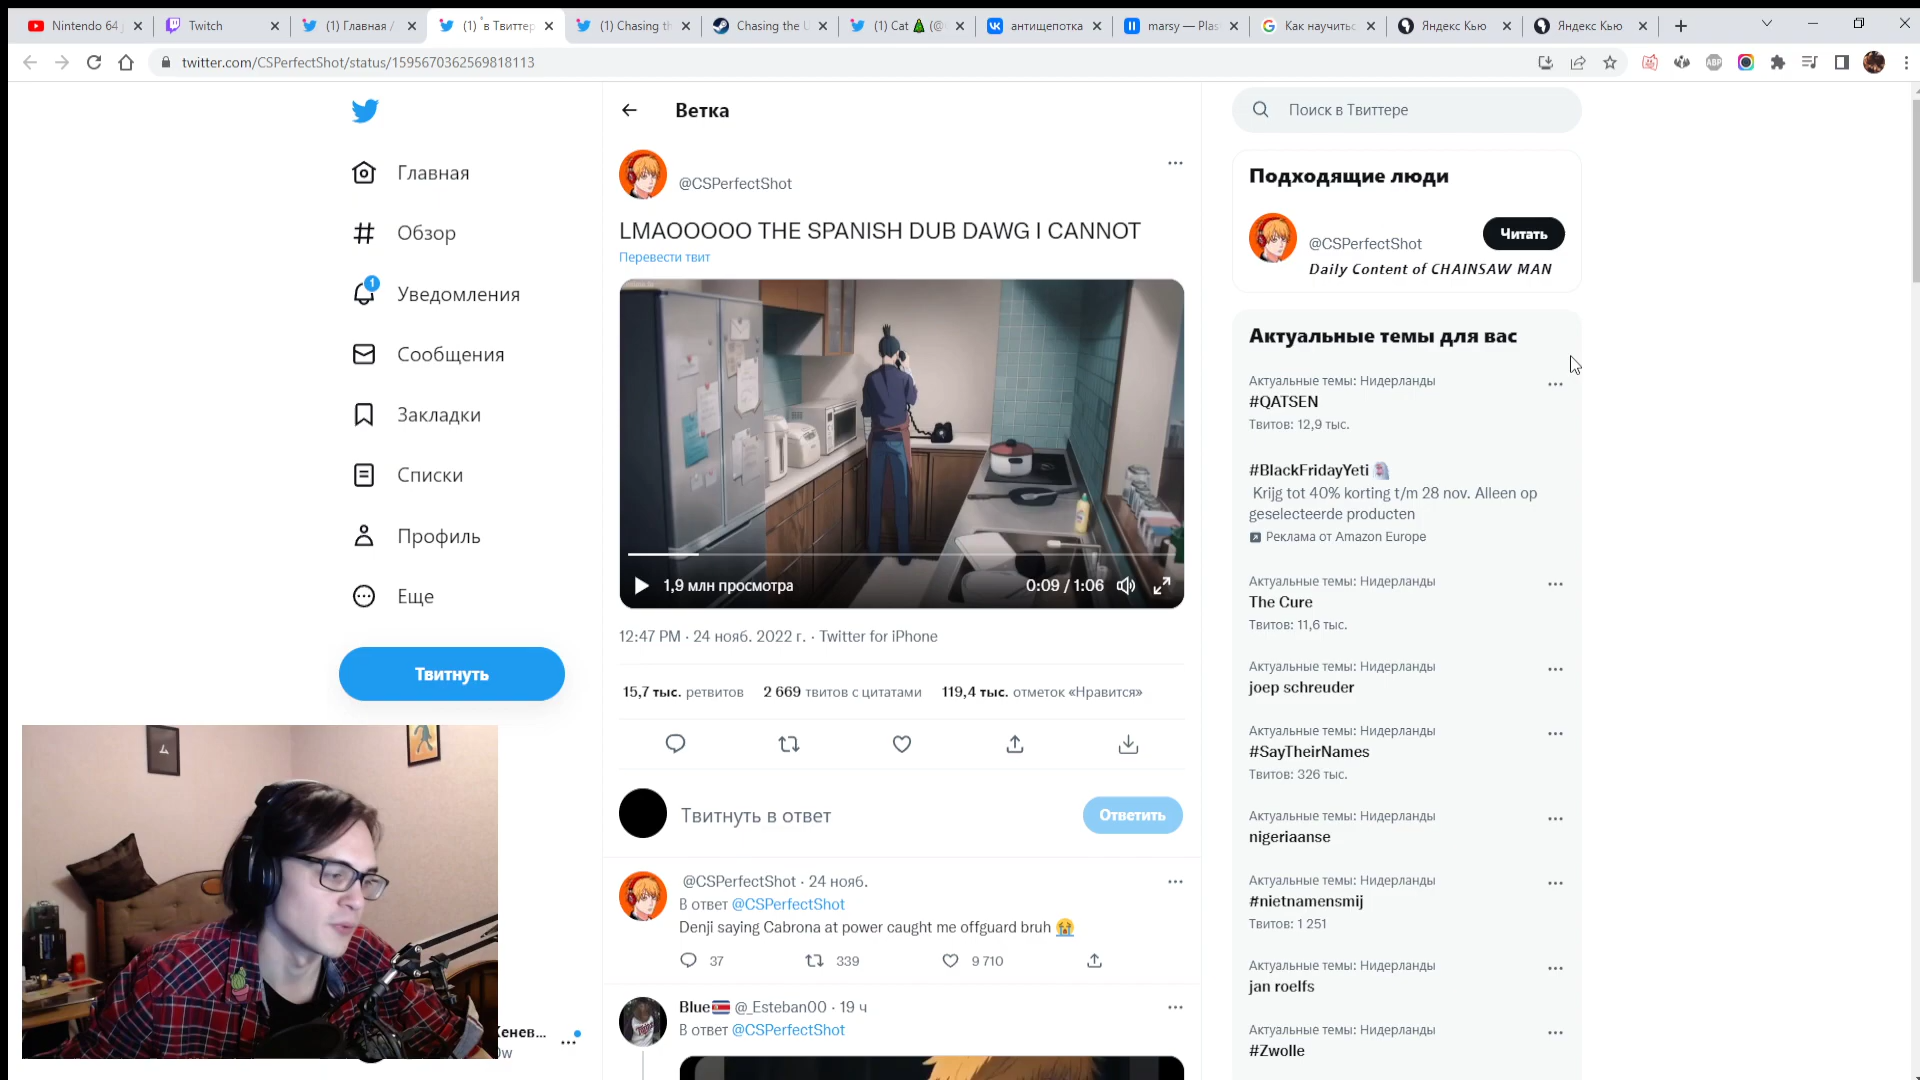 Nintendo 64
Twitch
(1) Главная /
(1) в Твиттер
(1) Chasing th
Chasing the U
(1) Cat 🎄 (@
антищепотка
marsy — Plas
Как научитьс
Яндекс Кью
Яндекс Кью
twitter.com/CSPerfectShot/status/1595670362569818113
ABP
Главная
Обзор
1
Уведомления
Сообщения
Закладки
Списки
Профиль
Еще
Твитнуть
Кенев...
Ветка
@CSPerfectShot
LMAOOOOO THE SPANISH DUB DAWG I CANNOT
Перевести твит
1,9 млн просмотра
0:09 / 1:06
12:47 PM · 24 нояб. 2022 г. · Twitter for iPhone
15,7 тыс. ретвитов 2 669 твитов с цитатами 119,4 тыс. отметок «Нравится»
Твитнуть в ответ
Ответить
@CSPerfectShot · 24 нояб.
В ответ @CSPerfectShot
Denji saying Cabrona at power caught me offguard bruh 😭
37
339
9 710
Blue🇨🇷 @_Esteban00 · 19 ч
В ответ @CSPerfectShot
Поиск в Твиттере
Подходящие люди
@CSPerfectShot
Читать
Daily Content of CHAINSAW MAN
Актуальные темы для вас
Актуальные темы: Нидерланды
#QATSEN
Твитов: 12,9 тыс.
#BlackFridayYeti
Krijg tot 40% korting t/m 28 nov. Alleen op
geselecteerde producten
Реклама от Amazon Europe
Актуальные темы: Нидерланды
The Cure
Твитов: 11,6 тыс.
Актуальные темы: Нидерланды
joep schreuder
Актуальные темы: Нидерланды
#SayTheirNames
Твитов: 326 тыс.
Актуальные темы: Нидерланды
nigeriaanse
Актуальные темы: Нидерланды
#nietnamensmij
Твитов: 1 251
Актуальные темы: Нидерланды
jan roelfs
Актуальные темы: Нидерланды
#Zwolle